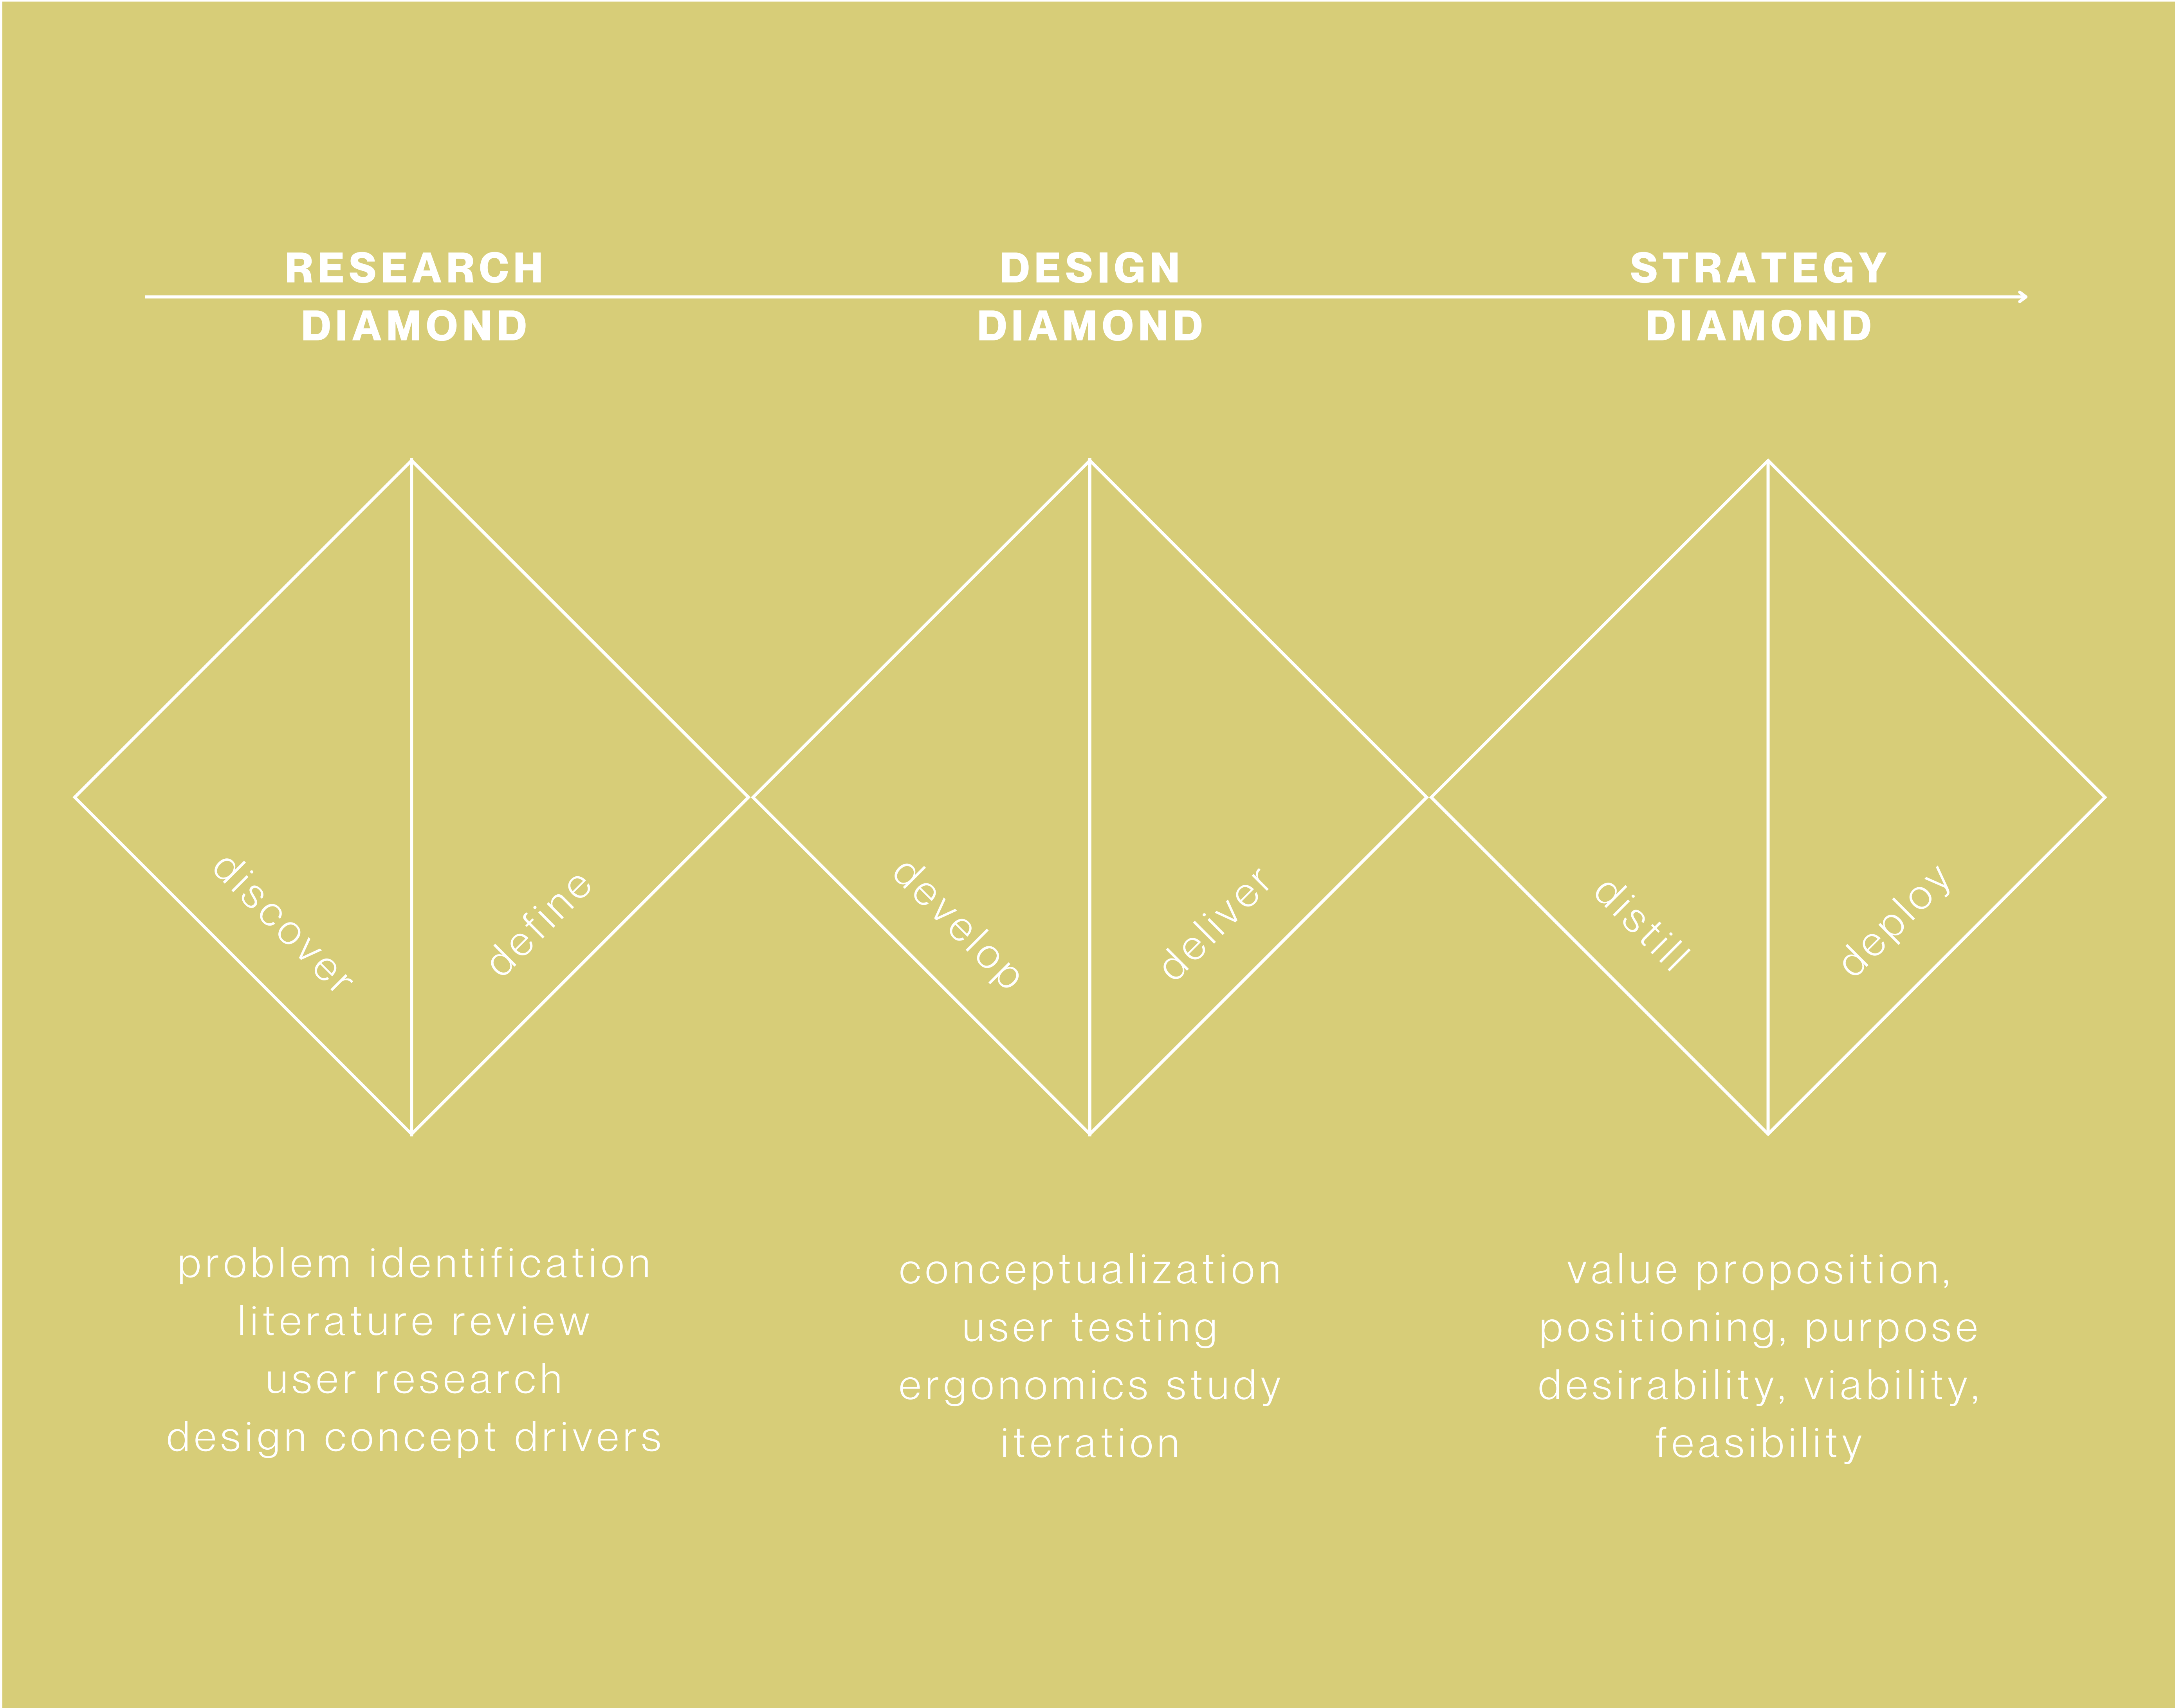 RESEARCH
DIAMOND
DESIGN
DIAMOND
STRATEGY
DIAMOND
discover
define
develop
deliver
distill
deploy
problem identification
literature review
user research
design concept drivers
conceptualization
user testing
ergonomics study
iteration
value proposition,
positioning, purpose
desirability, viability,
feasibility